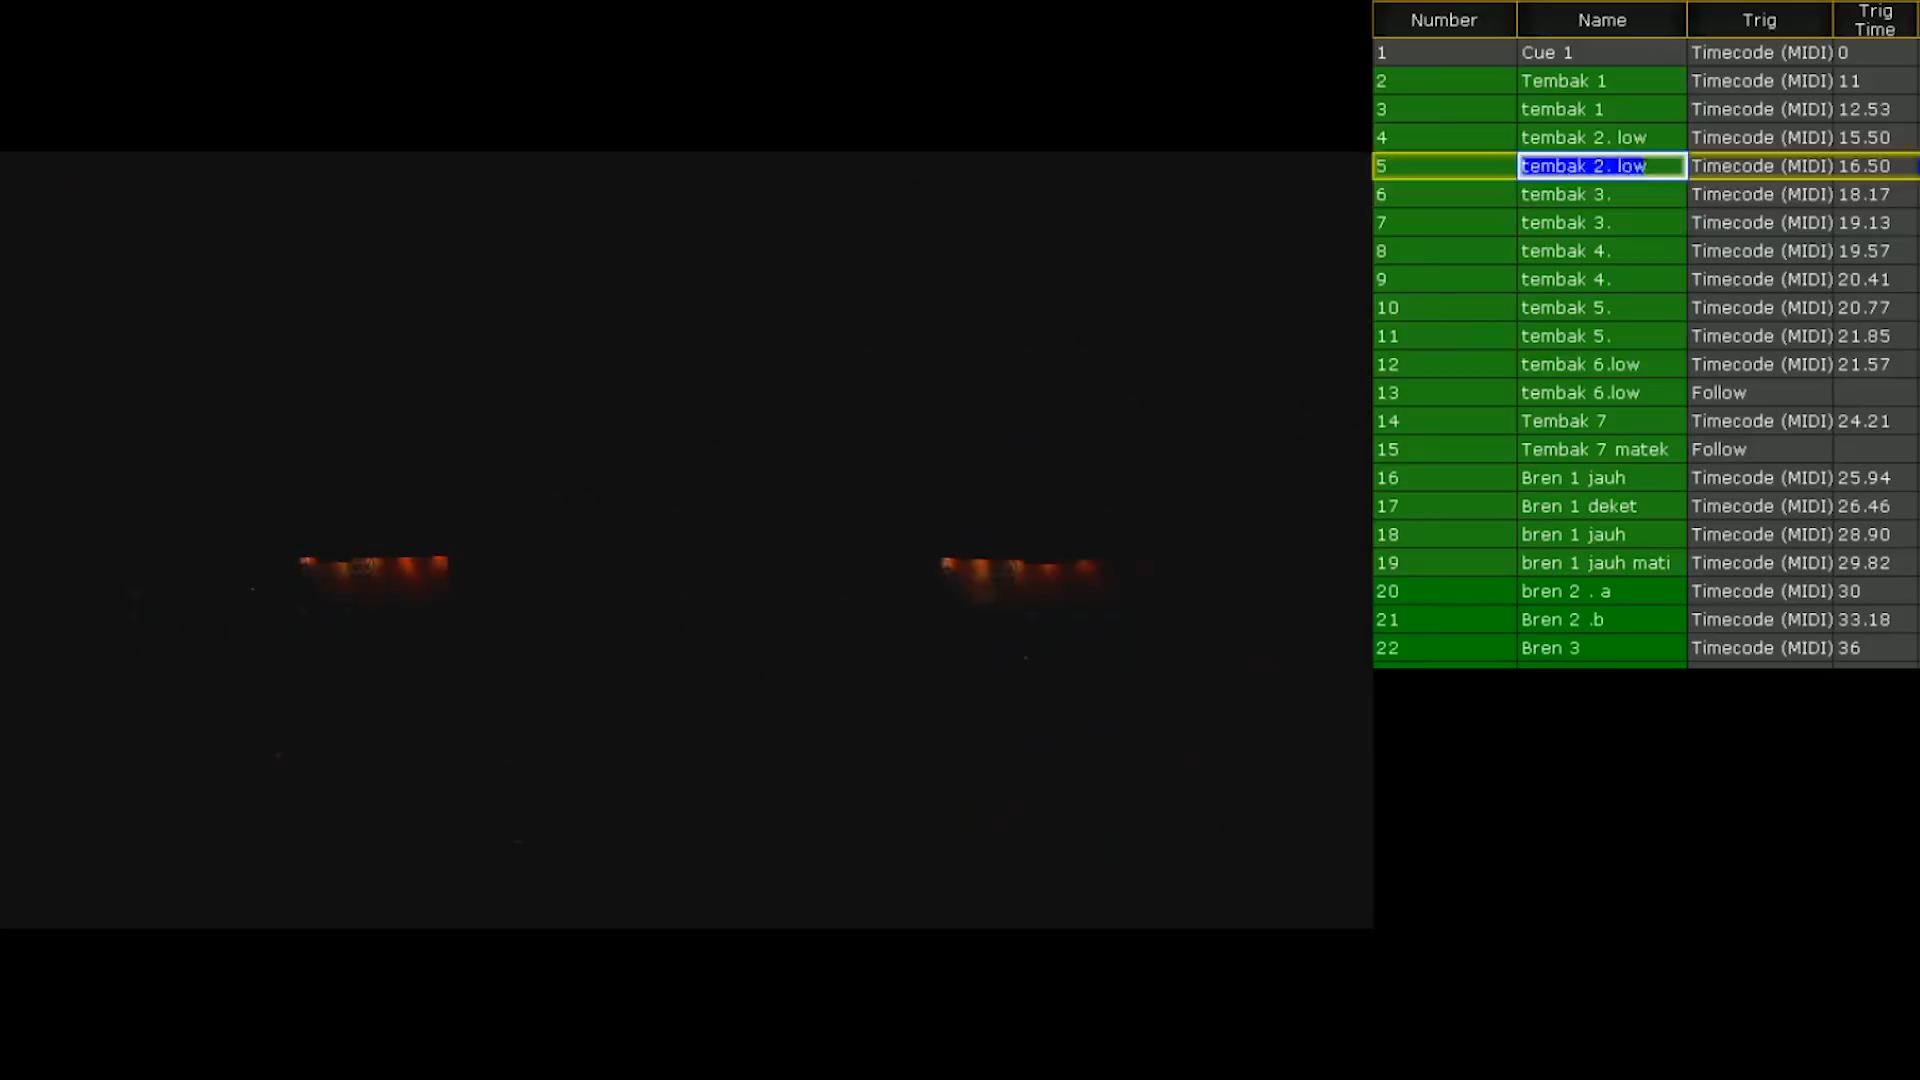 Number Name Trig Trig Time
1 Cue 1 Timecode (MIDI) 0
2 Tembak 1 Timecode (MIDI) 11
3 tembak 1 Timecode (MIDI) 12.53
4 tembak 2. low Timecode (MIDI) 15.50
5 tembak 2. low Timecode (MIDI) 16.50
6 tembak 3. Timecode (MIDI) 18.17
7 tembak 3. Timecode (MIDI) 19.13
8 tembak 4. Timecode (MIDI) 19.57
9 tembak 4. Timecode (MIDI) 20.41
10 tembak 5. Timecode (MIDI) 20.77
11 tembak 5. Timecode (MIDI) 21.85
12 tembak 6.low Timecode (MIDI) 21.57
13 tembak 6.low Follow
14 Tembak 7 Timecode (MIDI) 24.21
15 Tembak 7 matek Follow
16 Bren 1 jauh Timecode (MIDI) 25.94
17 Bren 1 deket Timecode (MIDI) 26.46
18 bren 1 jauh Timecode (MIDI) 28.90
19 bren 1 jauh mati Timecode (MIDI) 29.82
20 bren 2 . a Timecode (MIDI) 30
21 Bren 2 .b Timecode (MIDI) 33.18
22 Bren 3 Timecode (MIDI) 36